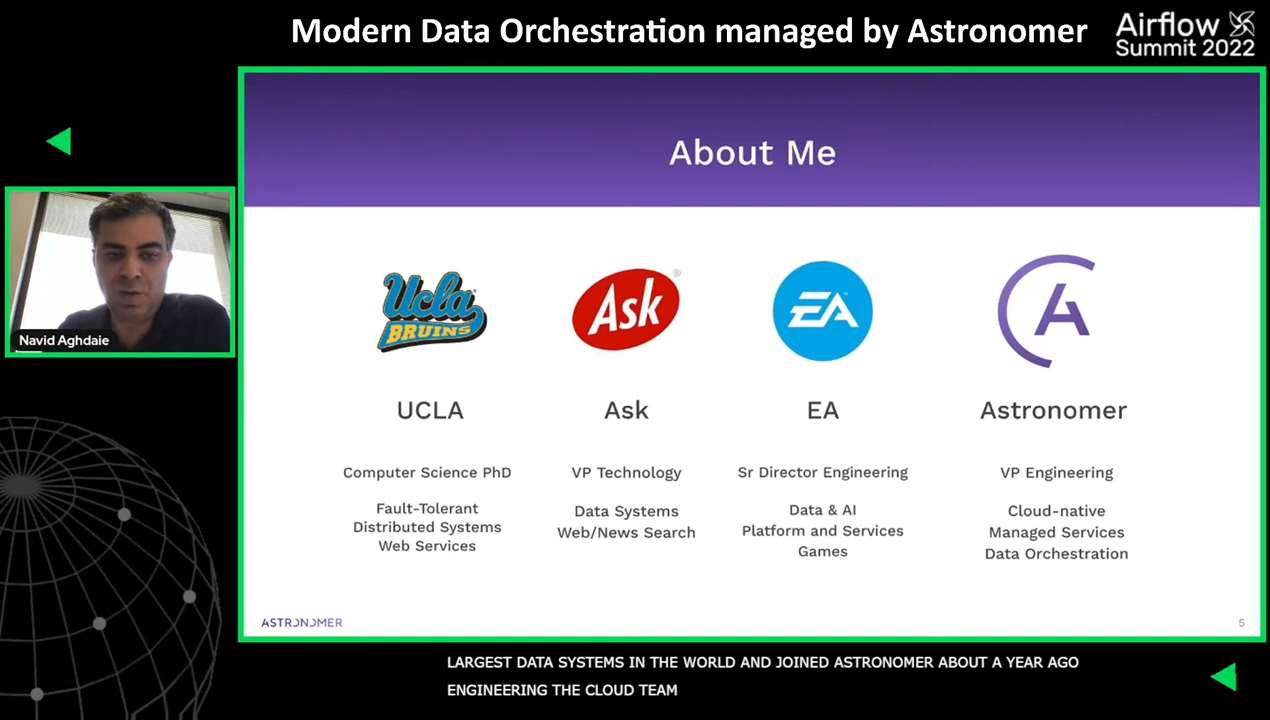 Modern Data Orchestration managed by Astronomer
Airflow
Summit 2022
About Me
Navid Aghdaie
Ucla
BRUINS
Ask
®
EA
™
A
UCLA
Ask
EA
Astronomer
Computer Science PhD
VP Technology
Sr Director Engineering
VP Engineering
Fault-Tolerant
Distributed Systems
Web Services
Data Systems
Web/News Search
Data & AI
Platform and Services
Games
Cloud-native
Managed Services
Data Orchestration
ASTRONOMER
5
LARGEST DATA SYSTEMS IN THE WORLD AND JOINED ASTRONOMER ABOUT A YEAR AGO
ENGINEERING THE CLOUD TEAM